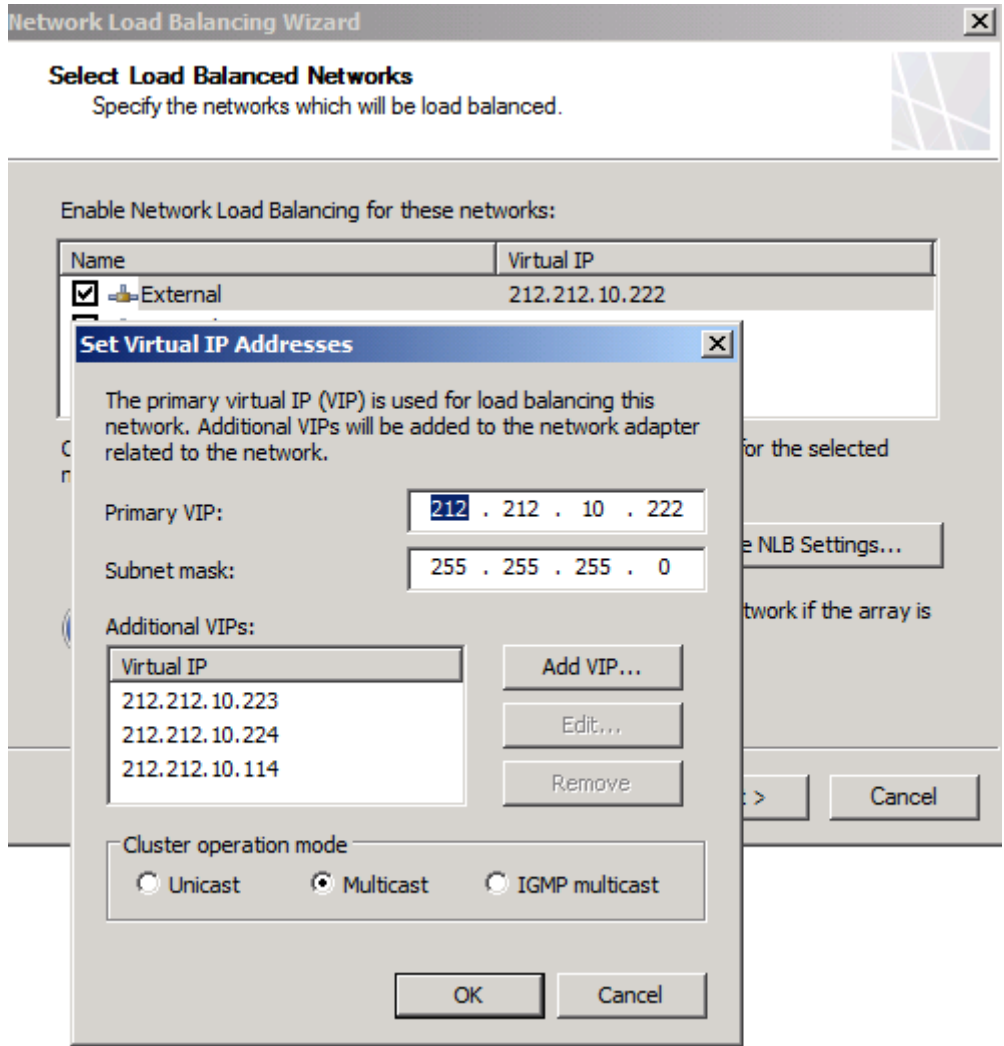 Network Load Balancing Wizard
Select Load Balanced Networks
Specify the networks which will be load balanced.
Enable Network Load Balancing for these networks:
Name Virtual IP
External 212.212.10.222
Set Virtual IP Addresses
The primary virtual IP (VIP) is used for load balancing this
network. Additional VIPs will be added to the network adapter
related to the network.
for the selected
Primary VIP: 212 . 212 . 10 . 222
NLB Settings...
Subnet mask: 255 . 255 . 255 . 0
if the array is
Additional VIPs:
Virtual IP
Add VIP...
212.212.10.223
212.212.10.224
Edit...
212.212.10.114
Remove
>
Cancel
Cluster operation mode
Unicast Multicast IGMP multicast
OK Cancel